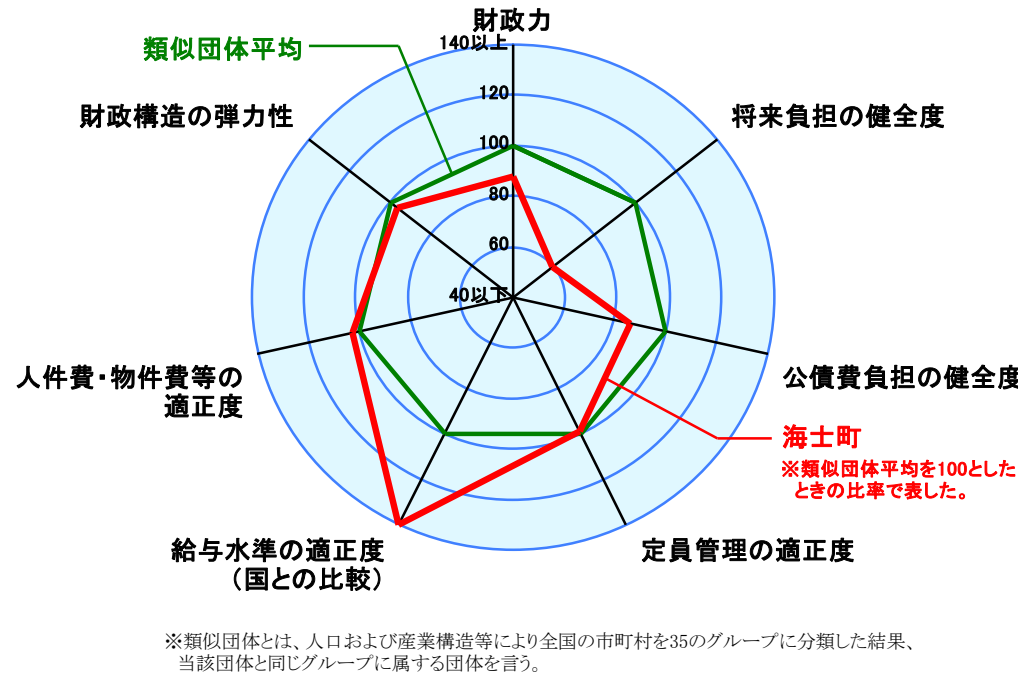 財政力
140以上
類似団体平均
120
財政構造の弾力性
将来負担の健全度
100
80
60
40以下
人件費・物件費等の
適正度
公債費負担の健全度
海士町
※類似団体平均を100とした
ときの比率で表した。
給与水準の適正度
（国との比較）
定員管理の適正度
※類似団体とは、人口および産業構造等により全国の市町村を35のグループに分類した結果、
当該団体と同じグループに属する団体を言う。